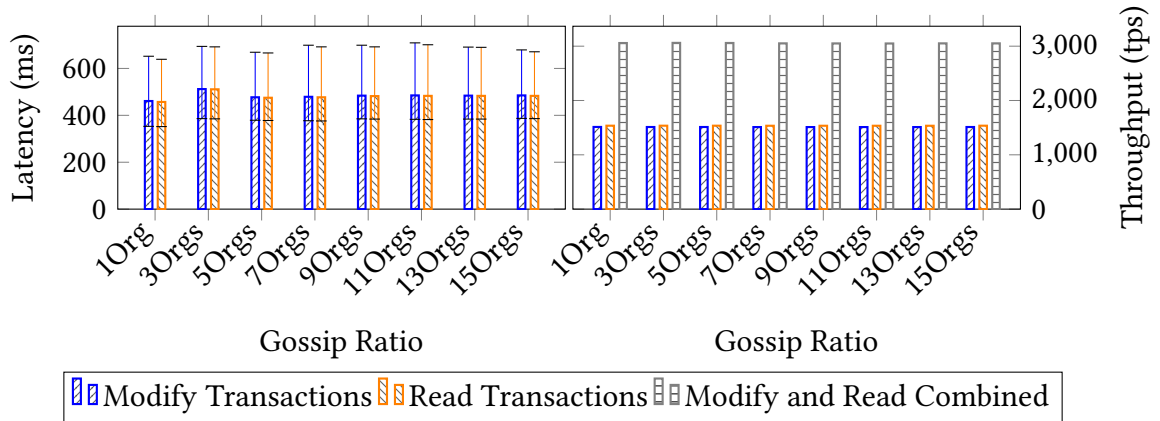 Latency (ms)
600
400
200
0
1Org
3Orgs
5Orgs
7Orgs
9Orgs
11Orgs
13Orgs
15Orgs
Gossip Ratio
3,000
2,000
1,000
0
Throughput (tps)
1Org
3Orgs
5Orgs
7Orgs
9Orgs
11Orgs
13Orgs
15Orgs
Gossip Ratio
Modify Transactions Read Transactions Modify and Read Combined